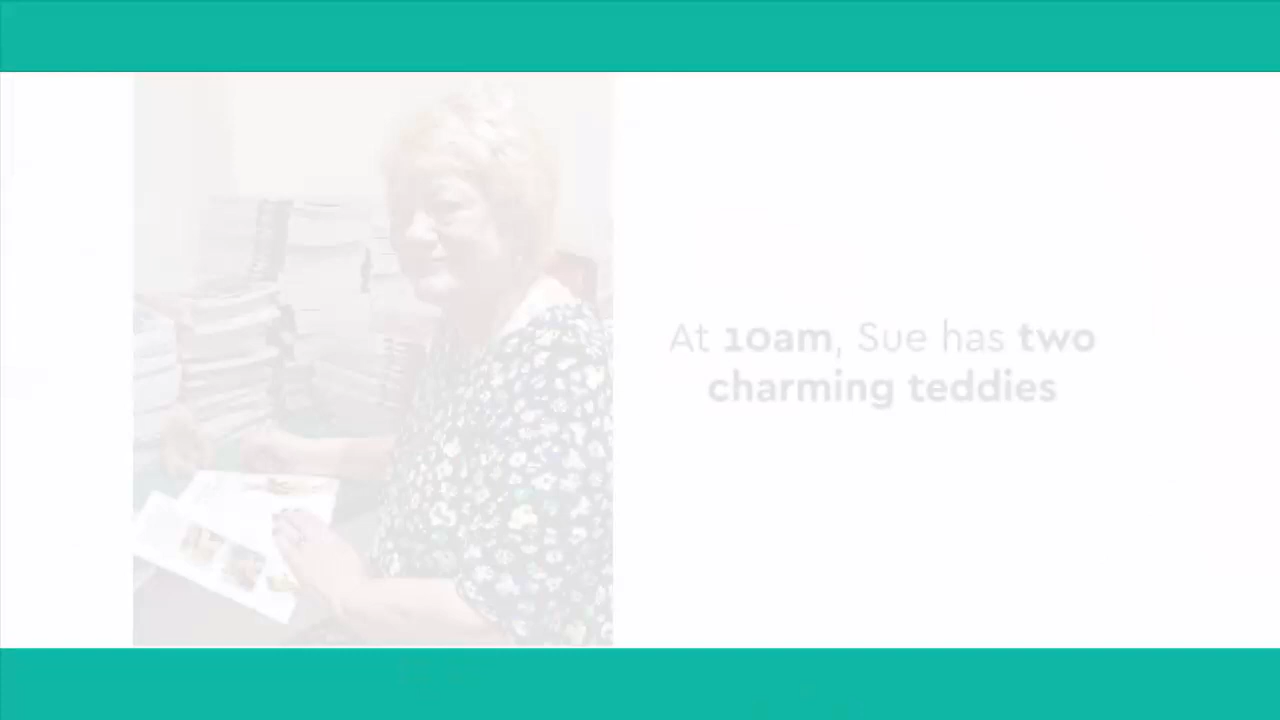 At 10am, Sue has two
charming teddies